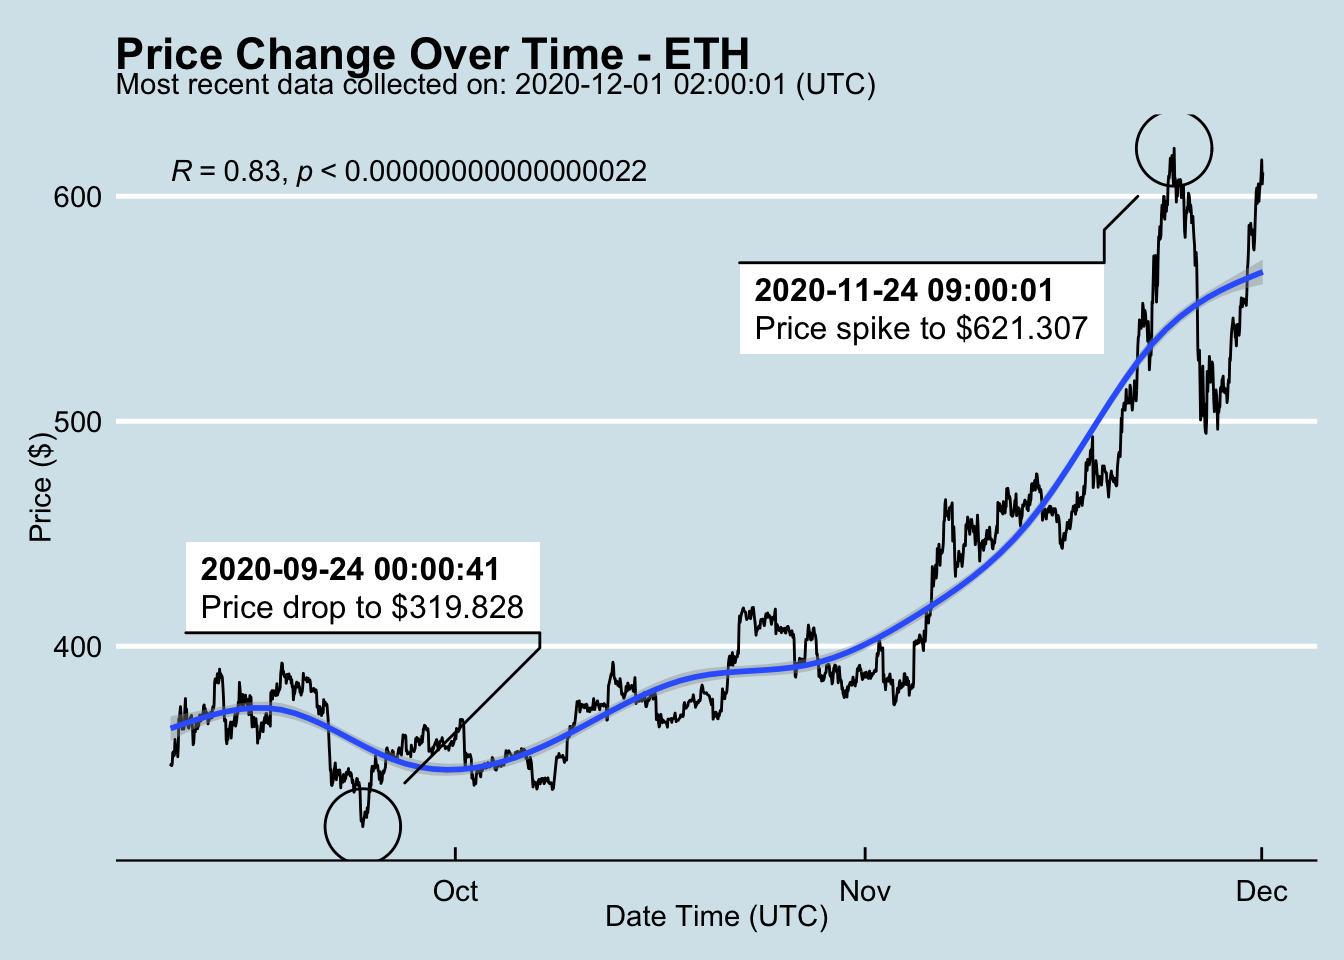 Price Change Over Time - ETH
Most recent data collected on: 2020-12-01 02:00:01 (UTC)
R = 0.83, p < 0.00000000000000022
600
2020-11-24 09:00:01
Price spike to $621.307
500
Price ($)
2020-09-24 00:00:41
Price drop to $319.828
400
Oct
Nov
Dec
Date Time (UTC)